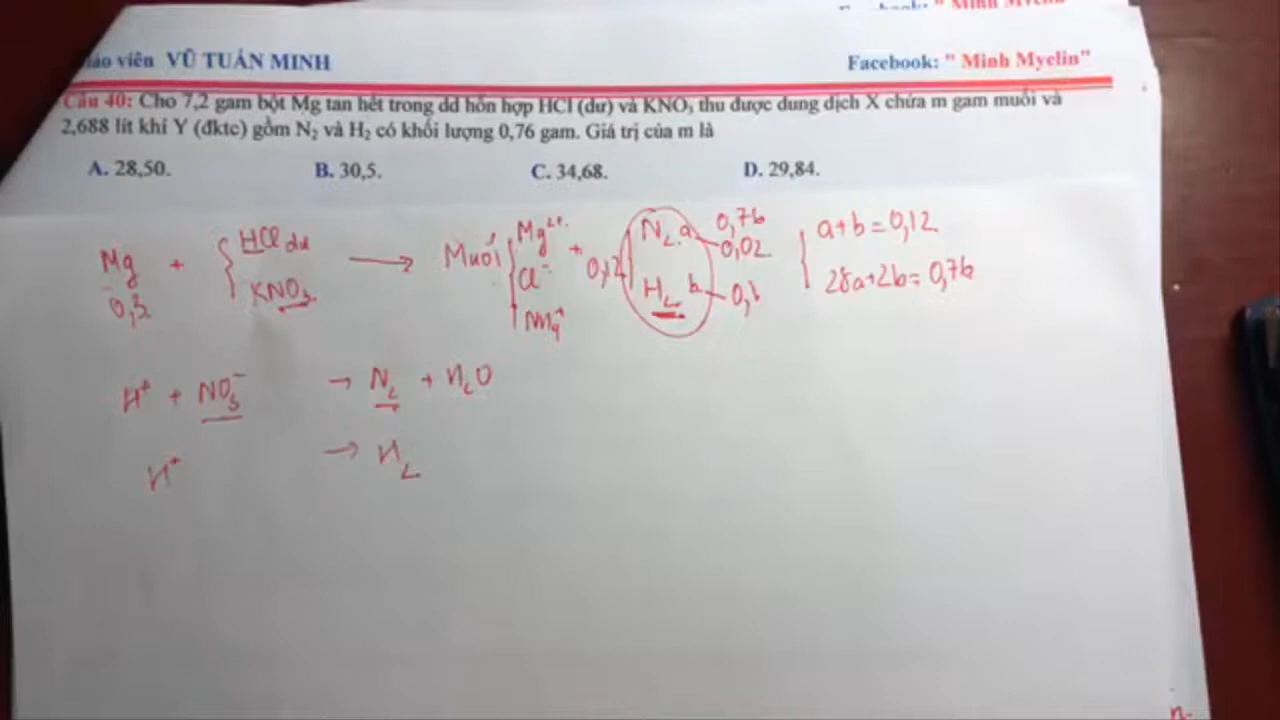 Minh Myelin
viên VŨ TUẤN MINH
Facebook: " Minh Myelin"
Câu 40: Cho 7,2 gam bột Mg tan hết trong dd hỗn hợp HCl (dư) và KNO₃ thu được dung dịch X chứa m gam muối và
2,688 lít khí Y (đktc) gồm N₂ và H₂ có khối lượng 0,76 gam. Giá trị của m là
A. 28,50. B. 30,5. C. 34,68. D. 29,84.
Mg + { HCl dư KNO₃ → Muối { Mg²⁺ Cl⁻ NH₄⁺ + 0,12 { N₂ a 0,02 H₂ b 0,1
0,3
0,76
{ a+b=0,12
28a+2b=0,76
H⁺ + NO₃⁻ → N₂ + H₂O
H⁺ → H₂